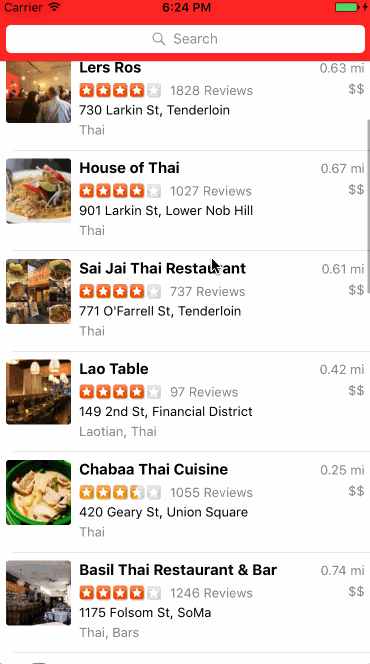 Carrier 6:24 PM
Search
Lers Ros 0.63 mi
1828 Reviews $$
730 Larkin St, Tenderloin
Thai
House of Thai 0.67 mi
1027 Reviews $$
901 Larkin St, Lower Nob Hill
Thai
Sai Jai Thai Restaurant 0.61 mi
737 Reviews $$
771 O'Farrell St, Tenderloin
Thai
Lao Table 0.42 mi
97 Reviews $$
149 2nd St, Financial District
Laotian, Thai
Chabaa Thai Cuisine 0.25 mi
1055 Reviews $$
420 Geary St, Union Square
Thai
Basil Thai Restaurant & Bar 0.74 mi
1246 Reviews $$
1175 Folsom St, SoMa
Thai, Bars